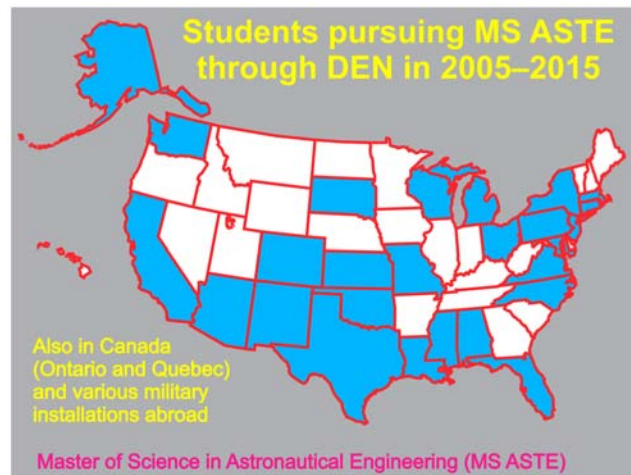 Students pursuing MS ASTE
through DEN in 2005–2015
Also in Canada
(Ontario and Quebec)
and various military
installations abroad
Master of Science in Astronautical Engineering (MS ASTE)